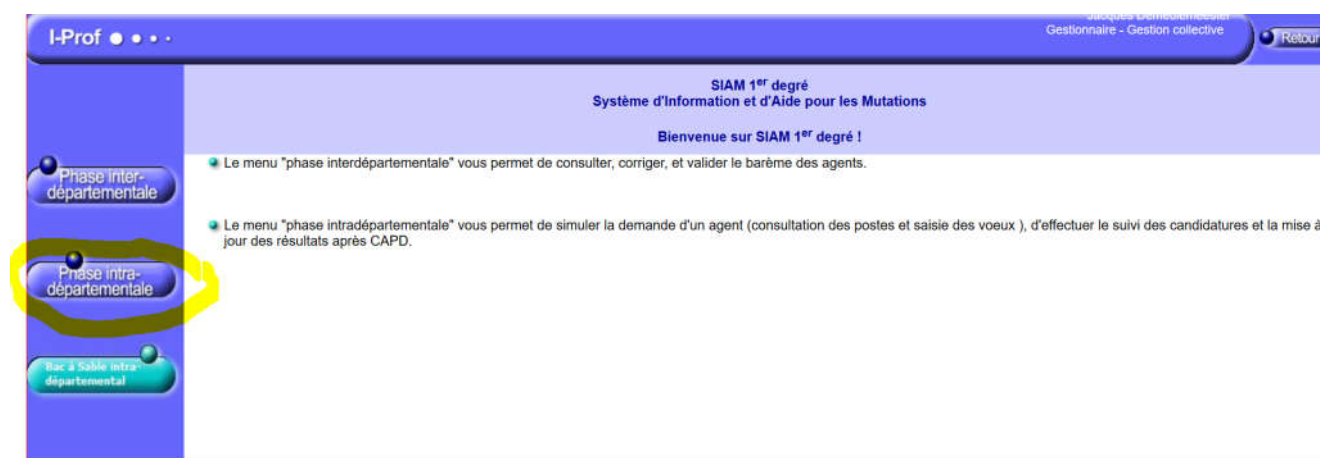 I-Prof
Gestionnaire - Gestion collective
Retour
SIAM 1er degré
Système d'Information et d'Aide pour les Mutations
Bienvenue sur SIAM 1er degré !
Phase inter-
départementale
Le menu "phase interdépartementale" vous permet de consulter, corriger, et valider le barème des agents.
Le menu "phase intradépartementale" vous permet de simuler la demande d'un agent (consultation des postes et saisie des voeux ), d'effectuer le suivi des candidatures et la mise à
jour des résultats après CAPD.
Phase intra-
départementale
Bac à Sable intra-
départemental